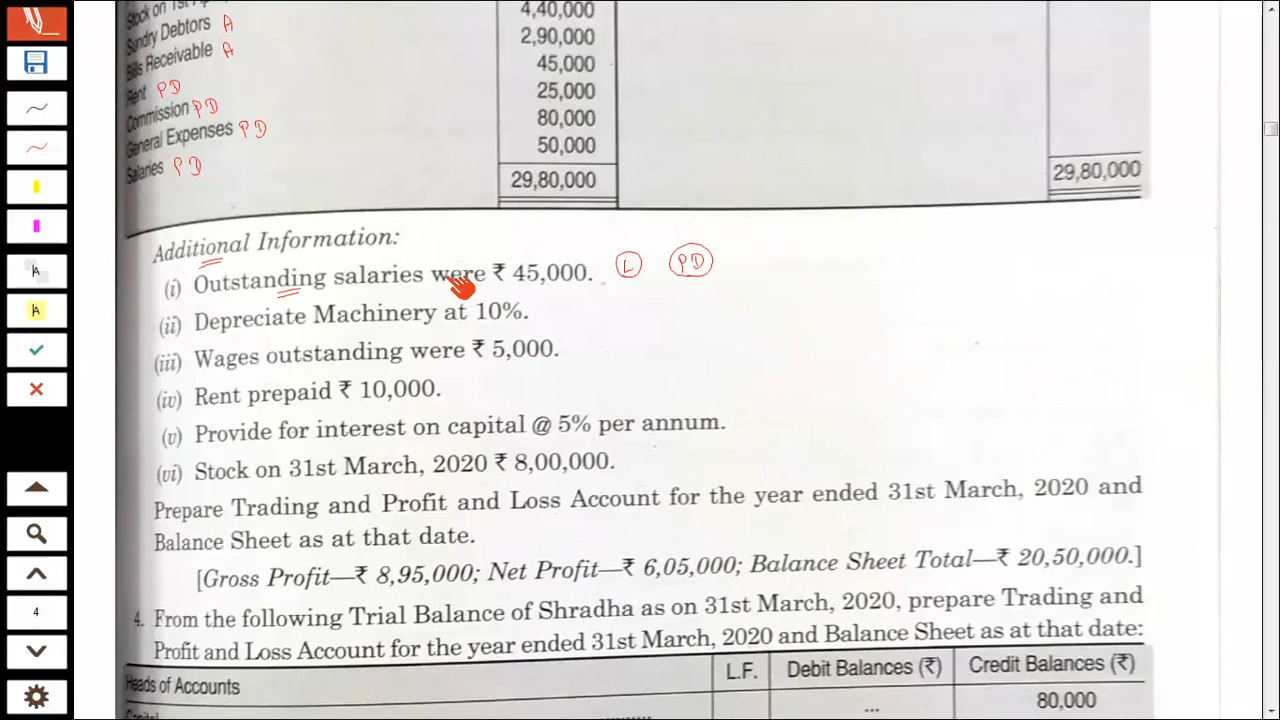 Stock on 1st
4,40,000
Sundry Debtors A
2,90,000
Bills Receivable A
45,000
Rent PD
25,000
Commission PD
80,000
General Expenses PD
50,000
Salaries PD
29,80,000
29,80,000
Additional Information:
(i) Outstanding salaries were ₹ 45,000. L PD
(ii) Depreciate Machinery at 10%.
(iii) Wages outstanding were ₹ 5,000.
(iv) Rent prepaid ₹ 10,000.
(v) Provide for interest on capital @ 5% per annum.
(vi) Stock on 31st March, 2020 ₹ 8,00,000.
Prepare Trading and Profit and Loss Account for the year ended 31st March, 2020 and
Balance Sheet as at that date.
[Gross Profit—₹ 8,95,000; Net Profit—₹ 6,05,000; Balance Sheet Total—₹ 20,50,000.]
4. From the following Trial Balance of Shradha as on 31st March, 2020, prepare Trading and
Profit and Loss Account for the year ended 31st March, 2020 and Balance Sheet as at that date:
Heads of Accounts L.F. Debit Balances (₹) Credit Balances (₹)
... 80,000
A
A
4